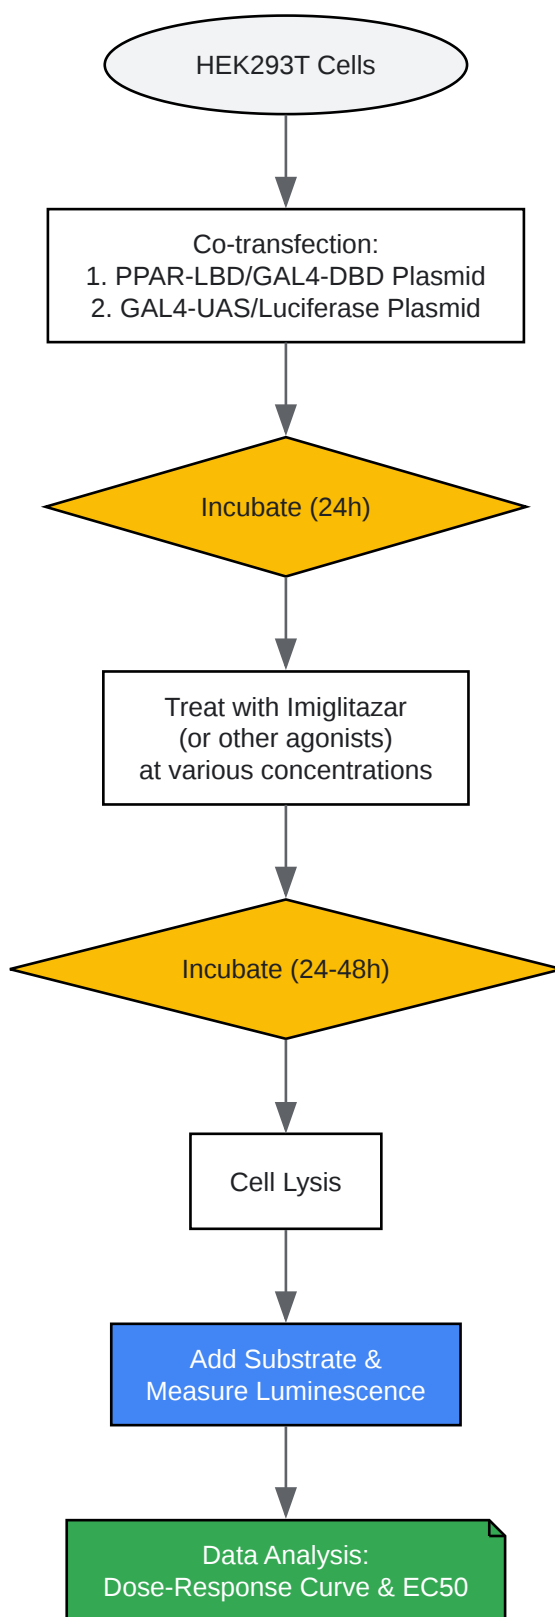 HEK293T Cells
Co-transfection:
1. PPAR-LBD/GAL4-DBD Plasmid
2. GAL4-UAS/Luciferase Plasmid
Incubate (24h)
Treat with Imiglitazar
(or other agonists)
at various concentrations
Incubate (24-48h)
Cell Lysis
Add Substrate &
Measure Luminescence
Data Analysis:
Dose-Response Curve & EC50